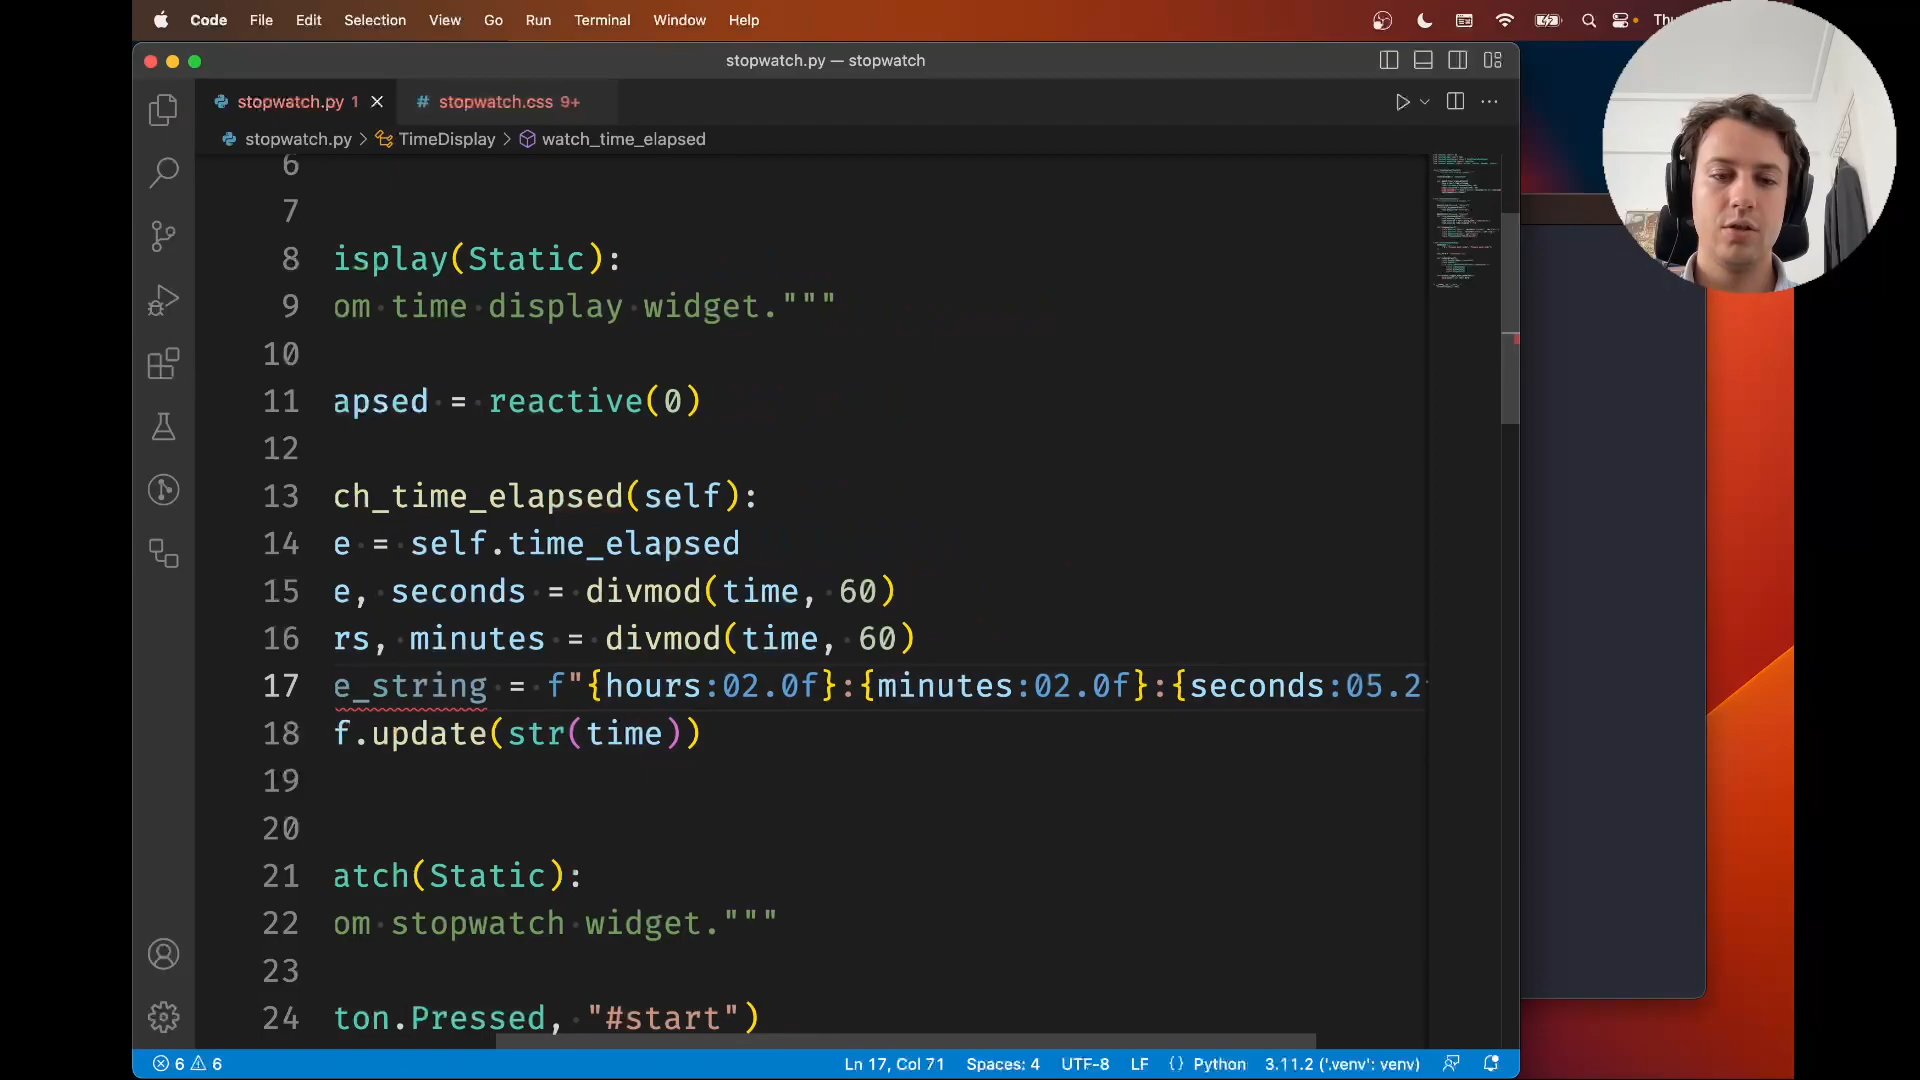 Code File Edit Selection View Go Run Terminal Window Help
stopwatch.py — stopwatch
stopwatch.py 1
stopwatch.css 9+
stopwatch.py > TimeDisplay > watch_time_elapsed
6
7
8 isplay(Static):
9 om time display widget."""
10
11 apsed = reactive(0)
12
13 ch_time_elapsed(self):
14 e = self.time_elapsed
15 e, seconds = divmod(time, 60)
16 rs, minutes = divmod(time, 60)
17 e_string = f"{hours:02.0f}:{minutes:02.0f}:{seconds:05.2
18 f.update(str(time))
19
20
21 atch(Static):
22 om stopwatch widget."""
23
24 ton.Pressed, "#start")
6 6 Ln 17, Col 71 Spaces: 4 UTF-8 LF {} Python 3.11.2 ('.venv': venv)